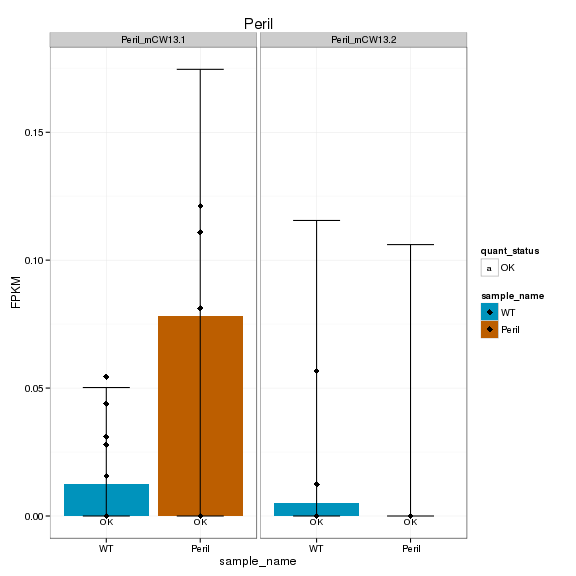 Peril
Peril_mCW13.1
Peril_mCW13.2
FPKM
0.15
0.10
0.05
0.00
OK
OK
OK
OK
WT
Peril
WT
Peril
sample_name
quant_status
a OK
sample_name
WT
Peril